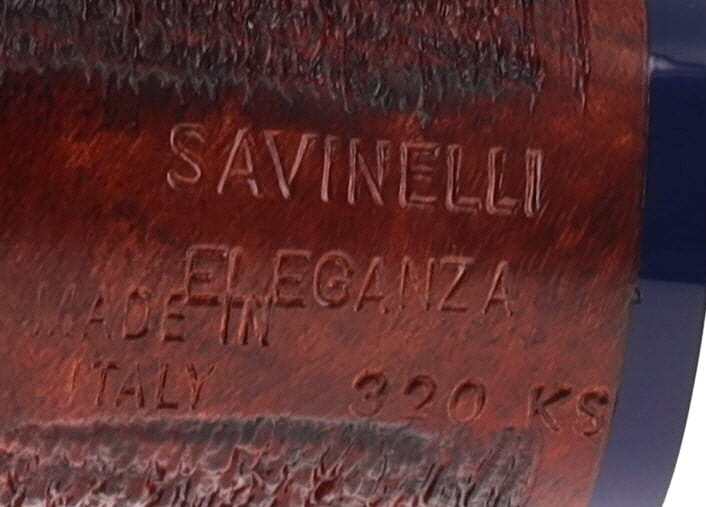 SAVINELLI
ELEGANZA
MADE IN
ITALY
320 KS